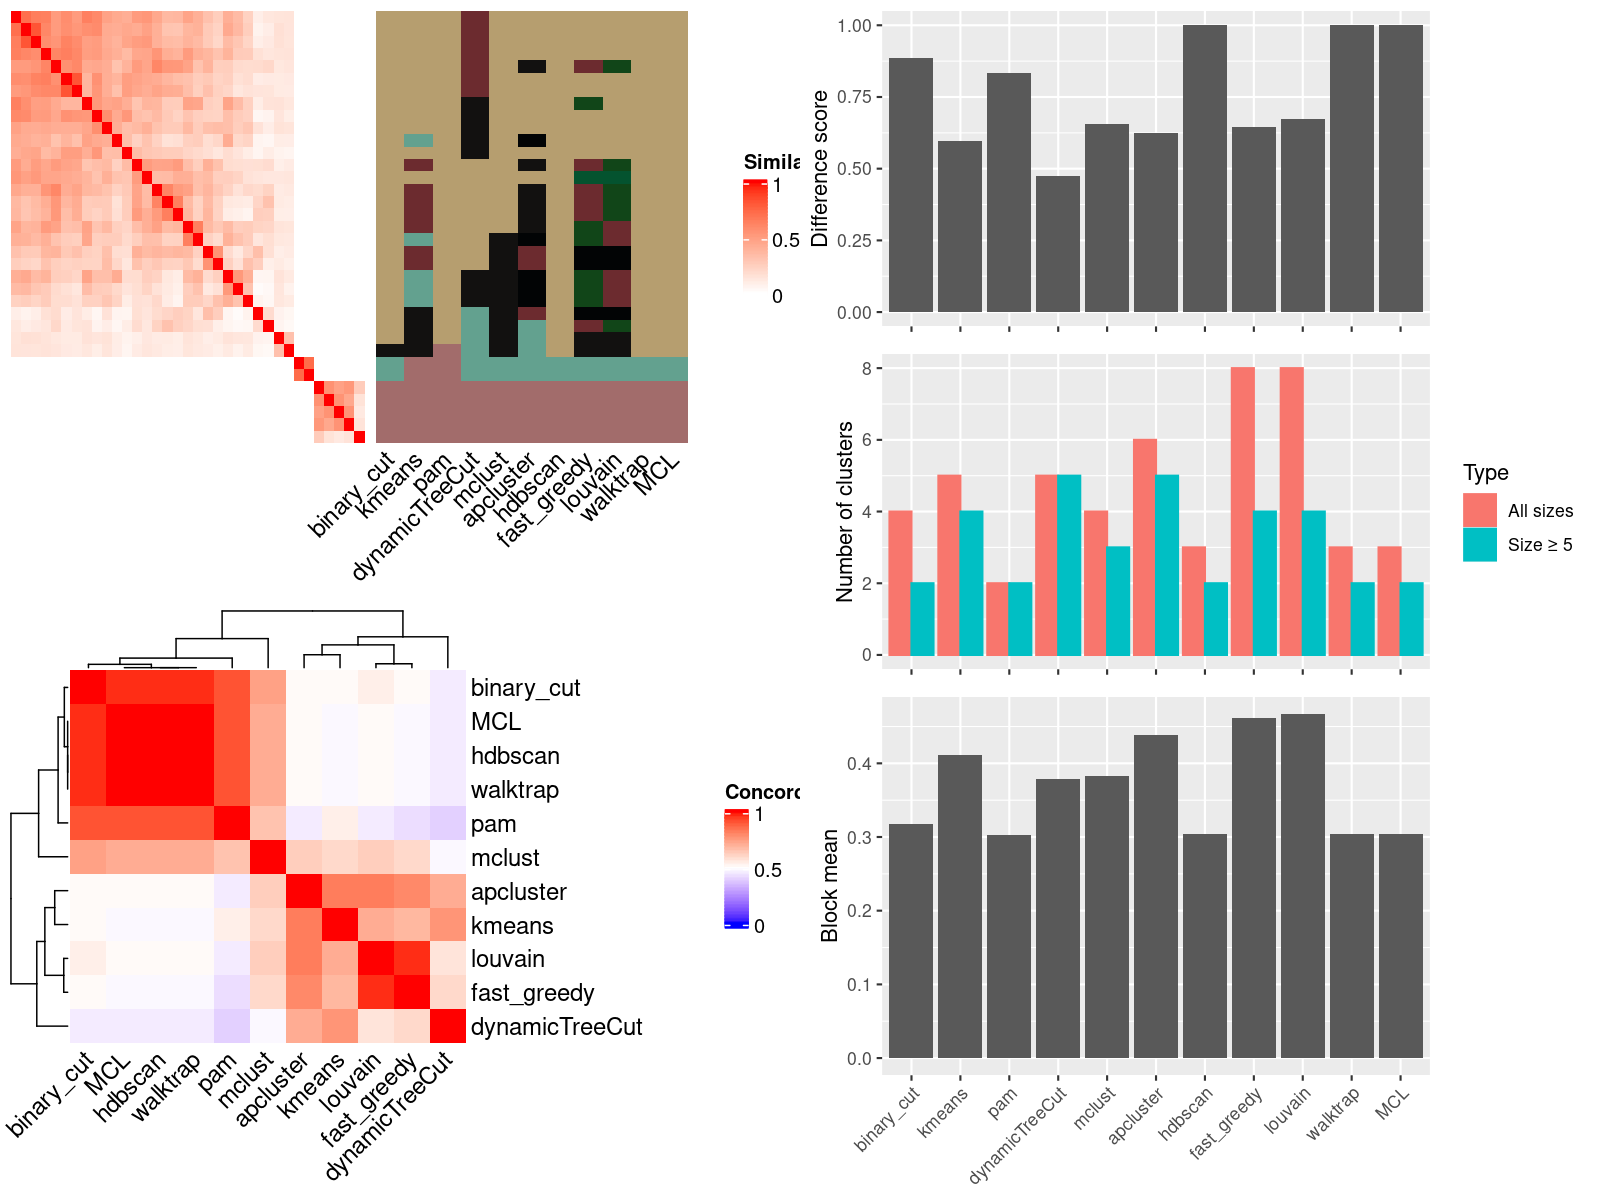 Simila
1
0.5
0
binary_cut
kmeans
pam
dynamicTreeCut
mclust
apcluster
hdbscan
fast_greedy
louvain
walktrap
MCL
binary_cut
MCL
hdbscan
walktrap
pam
mclust
apcluster
kmeans
louvain
fast_greedy
dynamicTreeCut
binary_cut
MCL
hdbscan
walktrap
pam
mclust
apcluster
kmeans
louvain
fast_greedy
dynamicTreeCut
Concord
1
0.5
0
Difference score
1.00
0.75
0.50
0.25
0.00
Number of clusters
8
6
4
2
0
Type
All sizes
Size ≥ 5
Block mean
0.4
0.3
0.2
0.1
0.0
binary_cut
kmeans
pam
dynamicTreeCut
mclust
apcluster
hdbscan
fast_greedy
louvain
walktrap
MCL